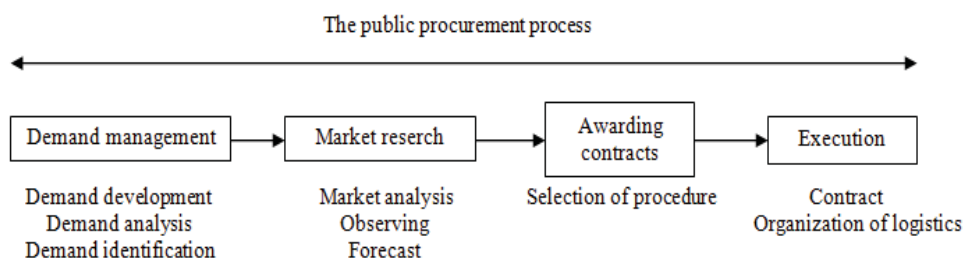 The public procurement process
Demand management
Market reserch
Awarding
contracts
Execution
Demand development
Demand analysis
Demand identification
Market analysis
Observing
Forecast
Selection of procedure
Contract
Organization of logistics